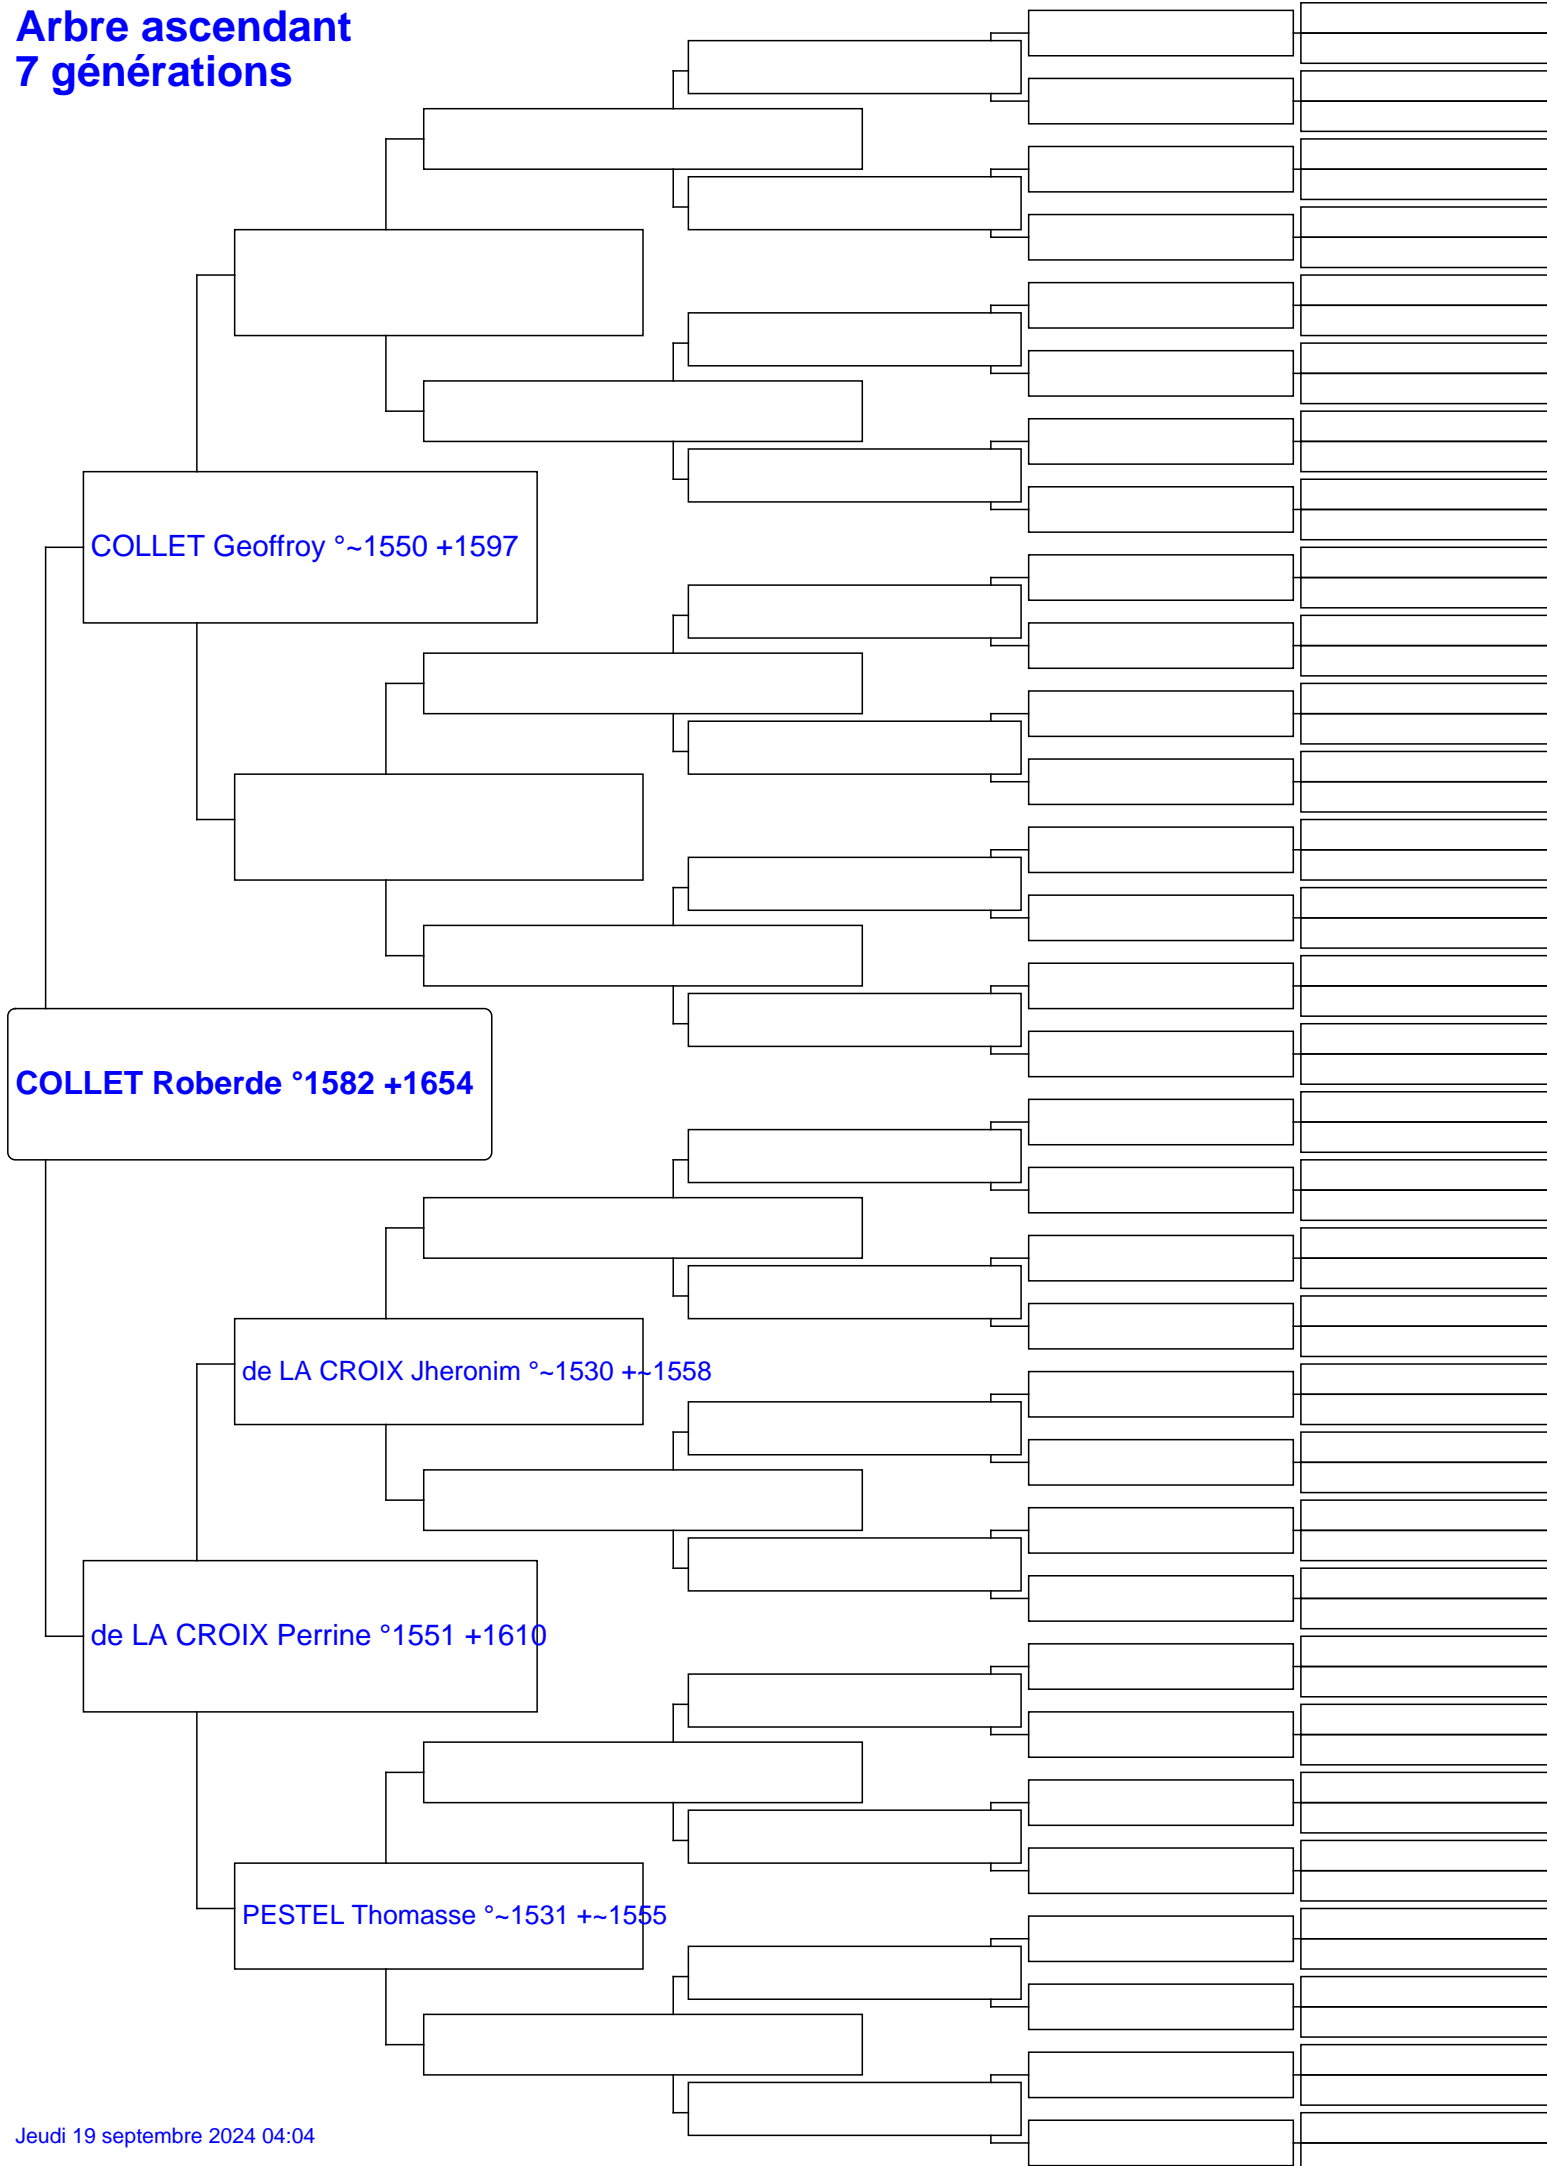 Arbre ascendant
7 générations
COLLET Geoffroy °~1550 +1597
COLLET Roberde °1582 +1654
de LA CROIX Jheronim °~1530 +~1558
de LA CROIX Perrine °1551 +1610
PESTEL Thomasse °~1531 +~1555
Jeudi 19 septembre 2024 04:04